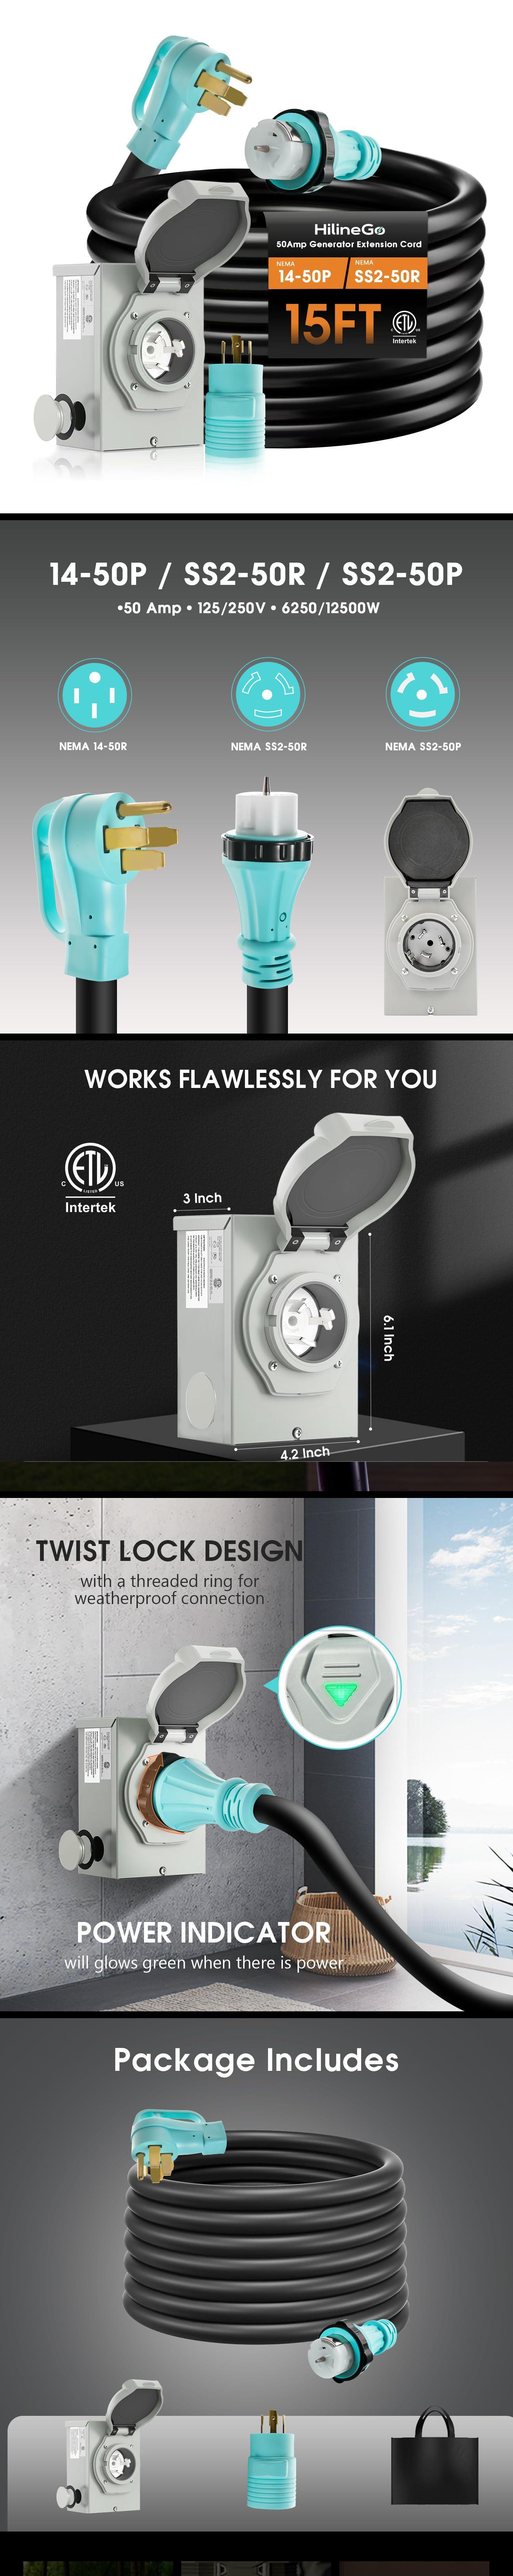 HilineGo
50Amp Generator Extension Cord
NEMA
14-50P
NEMA
SS2-50R
15FT
ETL
Intertek
14-50P / SS2-50R / SS2-50P
•50 Amp • 125/250V • 6250/12500W
NEMA 14-50R
NEMA SS2-50R
NEMA SS2-50P
WORKS FLAWLESSLY FOR YOU
ETL
LISTED
C
US
Intertek
3 Inch
6.1 Inch
4.2 Inch
TWIST LOCK DESIGN
with a threaded ring for
weatherproof connection
POWER INDICATOR
will glows green when there is power
Package Includes